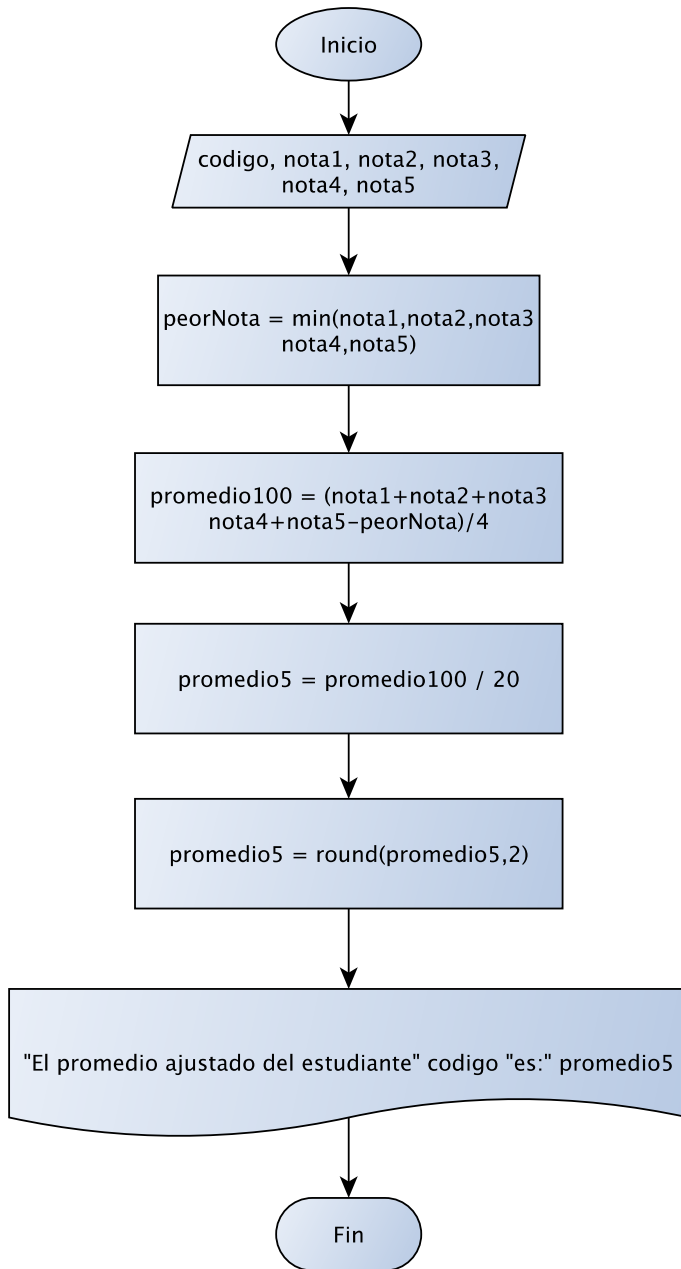 Inicio
codigo, nota1, nota2, nota3,
nota4, nota5
peorNota = min(nota1,nota2,nota3
nota4,nota5)
promedio100 = (nota1+nota2+nota3
nota4+nota5-peorNota)/4
promedio5 = promedio100 / 20
promedio5 = round(promedio5,2)
"El promedio ajustado del estudiante" codigo "es:" promedio5
Fin